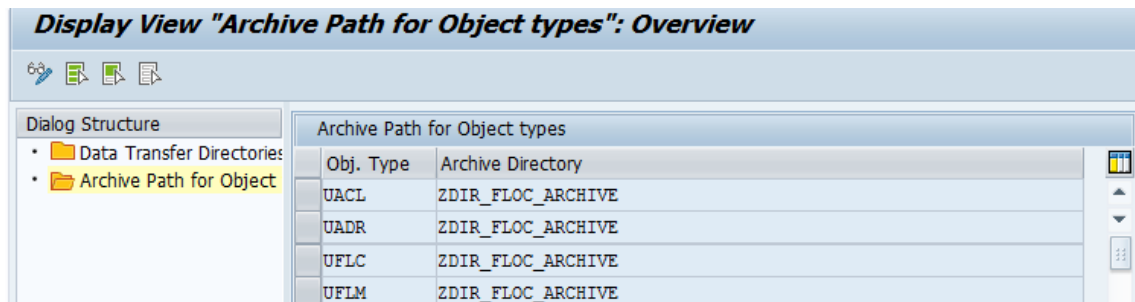 Display View "Archive Path for Object types": Overview
Dialog Structure
Data Transfer Directories
Archive Path for Object
Archive Path for Object types
Obj. Type Archive Directory
UACL ZDIR_FLOC_ARCHIVE
UADR ZDIR_FLOC_ARCHIVE
UFLC ZDIR_FLOC_ARCHIVE
UFLM ZDIR_FLOC_ARCHIVE